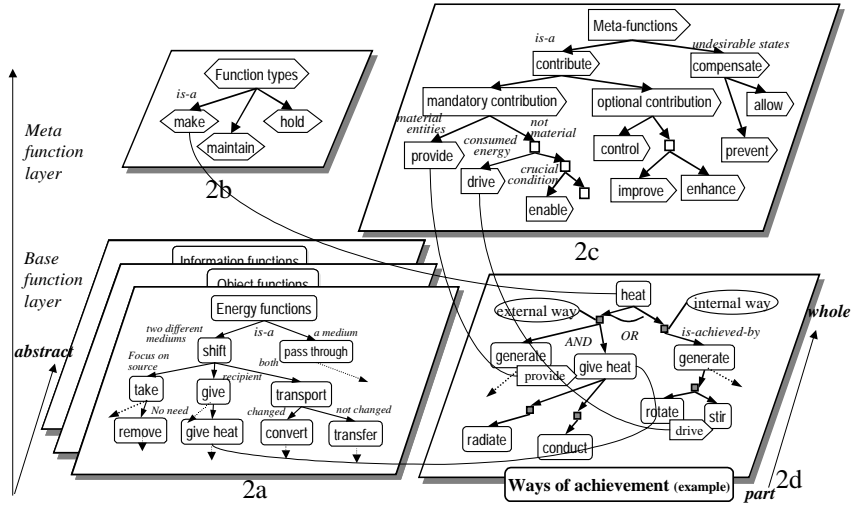 Meta
function
layer
Base
function
layer
abstract
Function types
is-a
make
hold
maintain
2b
Meta-functions
is-a
undesirable states
contribute
compensate
mandatory contribution
optional contribution
allow
material
entities
not
material
consumed
energy
provide
control
prevent
drive
crucial
condition
improve
enhance
enable
2c
Information functions
Object functions
Energy functions
two different
mediums
is-a
a medium
shift
pass through
Focus on
source
both
recipient
take
give
transport
No need
changed
not changed
remove
give heat
convert
transfer
2a
heat
external way
internal way
AND
OR
is-achieved-by
whole
generate
give heat
generate
provide
rotate
stir
drive
radiate
conduct
Ways of achievement (example)
part
2d